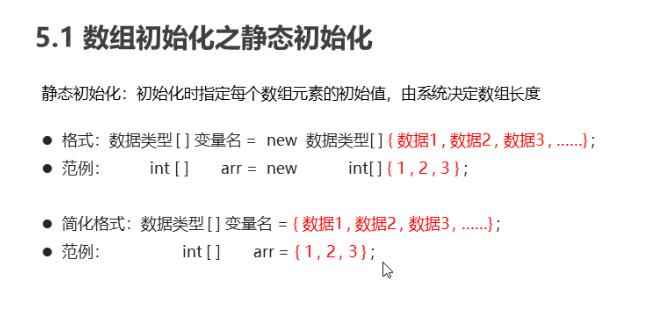 5.1 数组初始化之静态初始化
静态初始化：初始化时指定每个数组元素的初始值，由系统决定数组长度
● 格式：数据类型 [ ] 变量名 = new 数据类型[ ] { 数据1 , 数据2 , 数据3 , ……} ;
● 范例： int [ ] arr = new int[ ] { 1 , 2 , 3 } ;
● 简化格式：数据类型 [ ] 变量名 = { 数据1 , 数据2 , 数据3 , ……} ;
● 范例： int [ ] arr = { 1 , 2 , 3 } ;